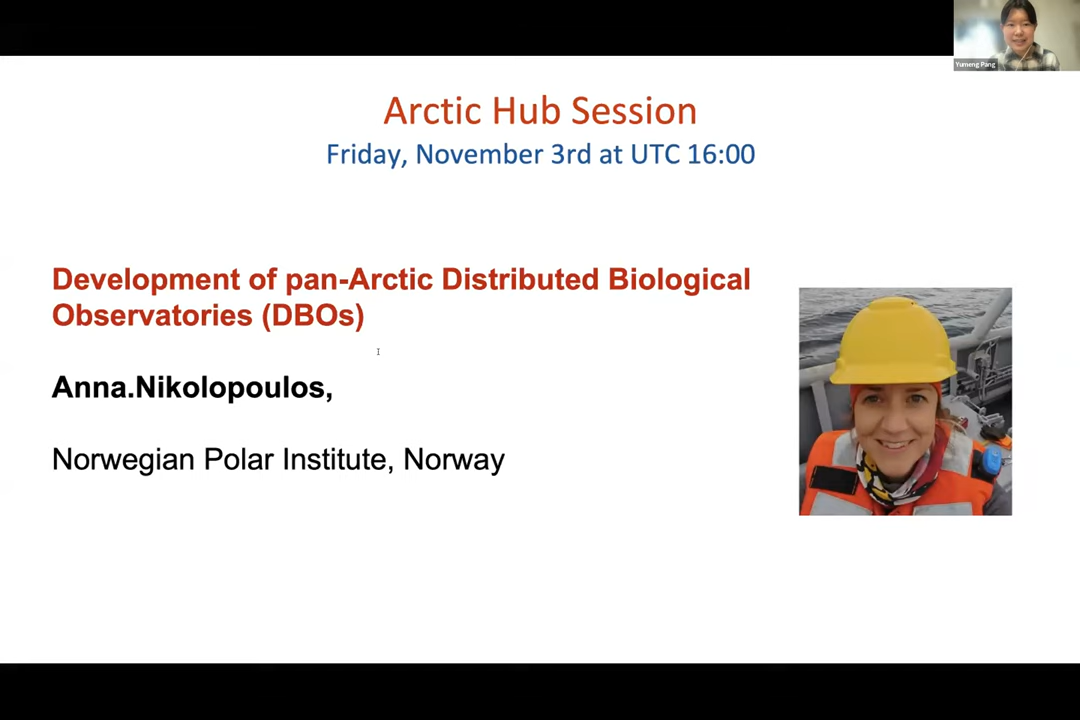 Yumeng Pang
Arctic Hub Session
Friday, November 3rd at UTC 16:00
Development of pan-Arctic Distributed Biological
Observatories (DBOs)
Anna.Nikolopoulos,
Norwegian Polar Institute, Norway